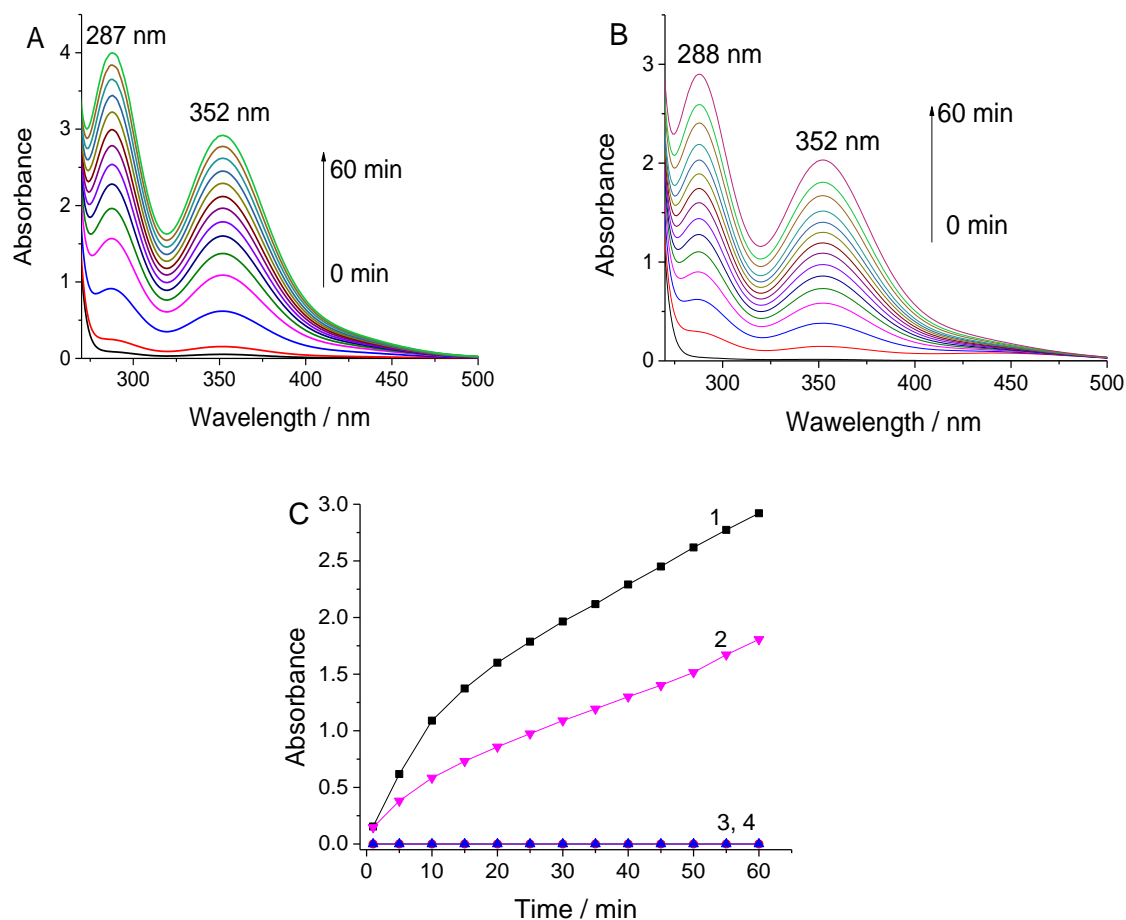 A
287 nm
352 nm
60 min
0 min
Absorbance
4
3
2
1
0
300
350
400
450
500
Wavelength / nm
B
288 nm
352 nm
60 min
0 min
Absorbance
3
2
1
0
300
350
400
450
500
Wawelength / nm
C
1
2
3, 4
Absorbance
3.0
2.5
2.0
1.5
1.0
0.5
0.0
0
10
20
30
40
50
60
Time / min